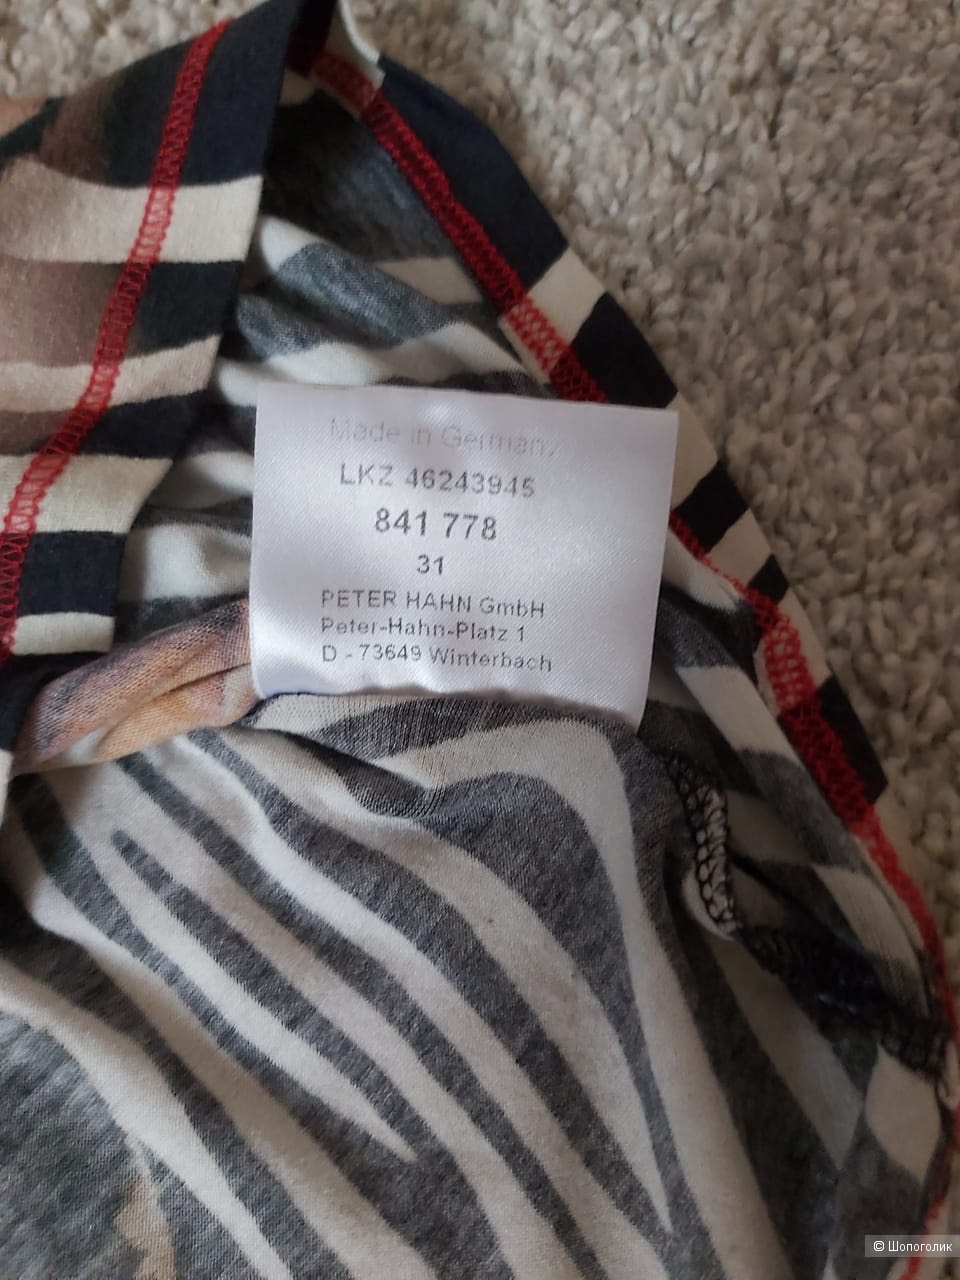 Made in Germany
LKZ 46243945
841 778
31
PETER HAHN GmbH
Peter-Hahn-Platz 1
D - 73649 Winterbach
© Шопоголик